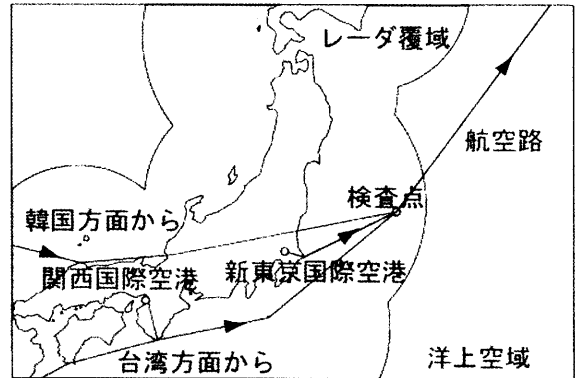 レーダ覆域
航空路
検査点
韓国方面から
関西国際空港
新東京国際空港
台湾方面から
洋上空域